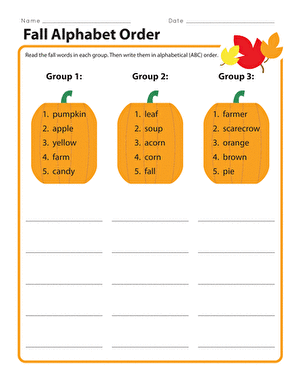 Name Date
Fall Alphabet Order
Read the fall words in each group. Then write them in alphabetical (ABC) order.
Group 1:
1. pumpkin
2. apple
3. yellow
4. farm
5. candy
Group 2:
1. leaf
2. soup
3. acorn
4. corn
5. fall
Group 3:
1. farmer
2. scarecrow
3. orange
4. brown
5. pie